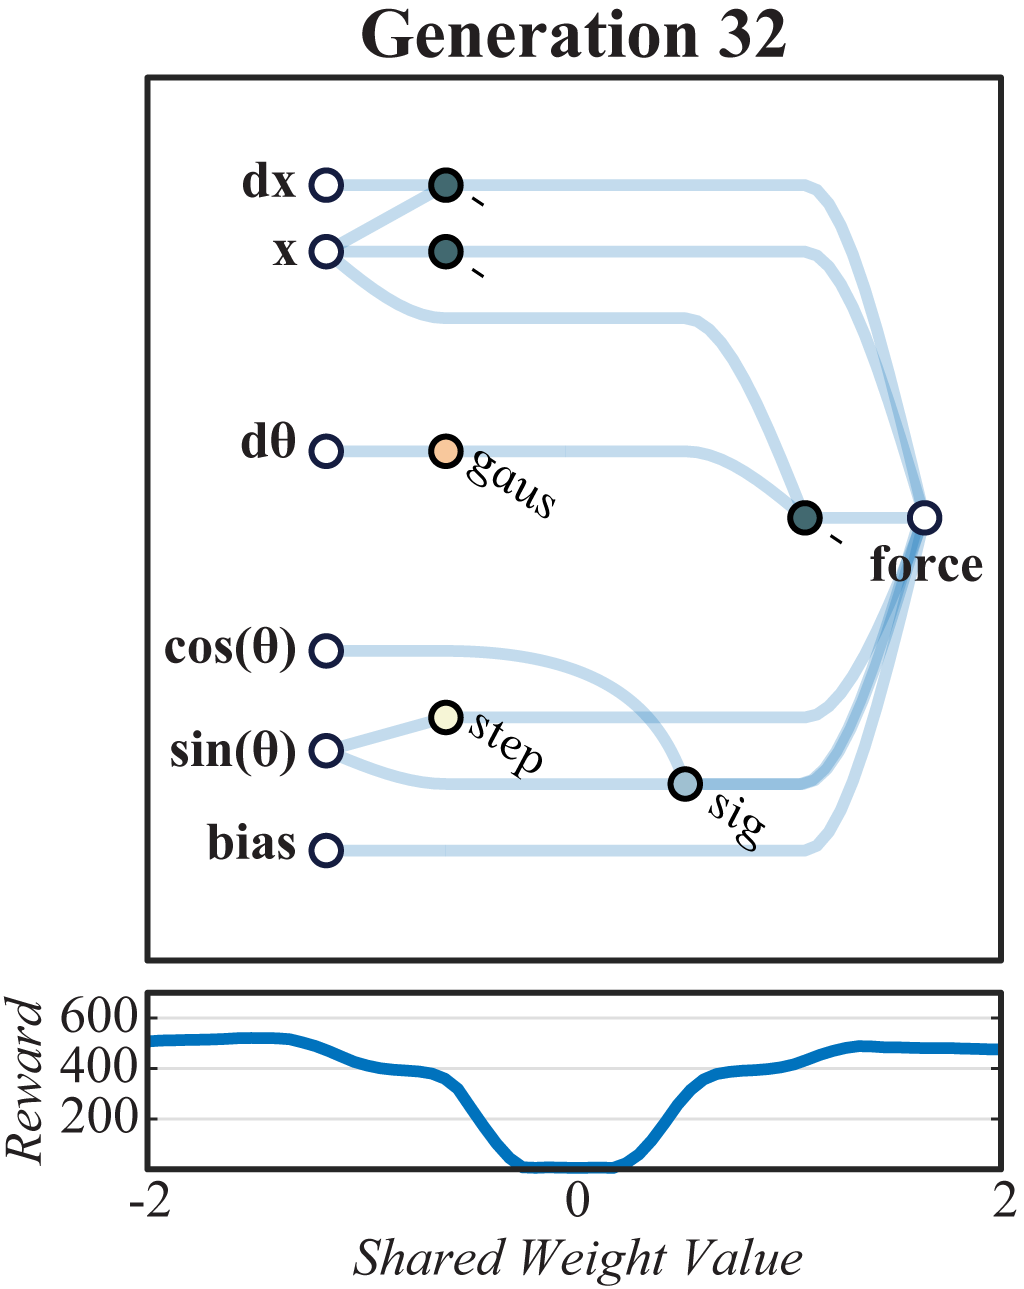 Generation 32
dx
-
x
-
dθ
gaus
-
force
cos(θ)
step
sin(θ)
sig
bias
600
400
200
Reward
-2
0
2
Shared Weight Value